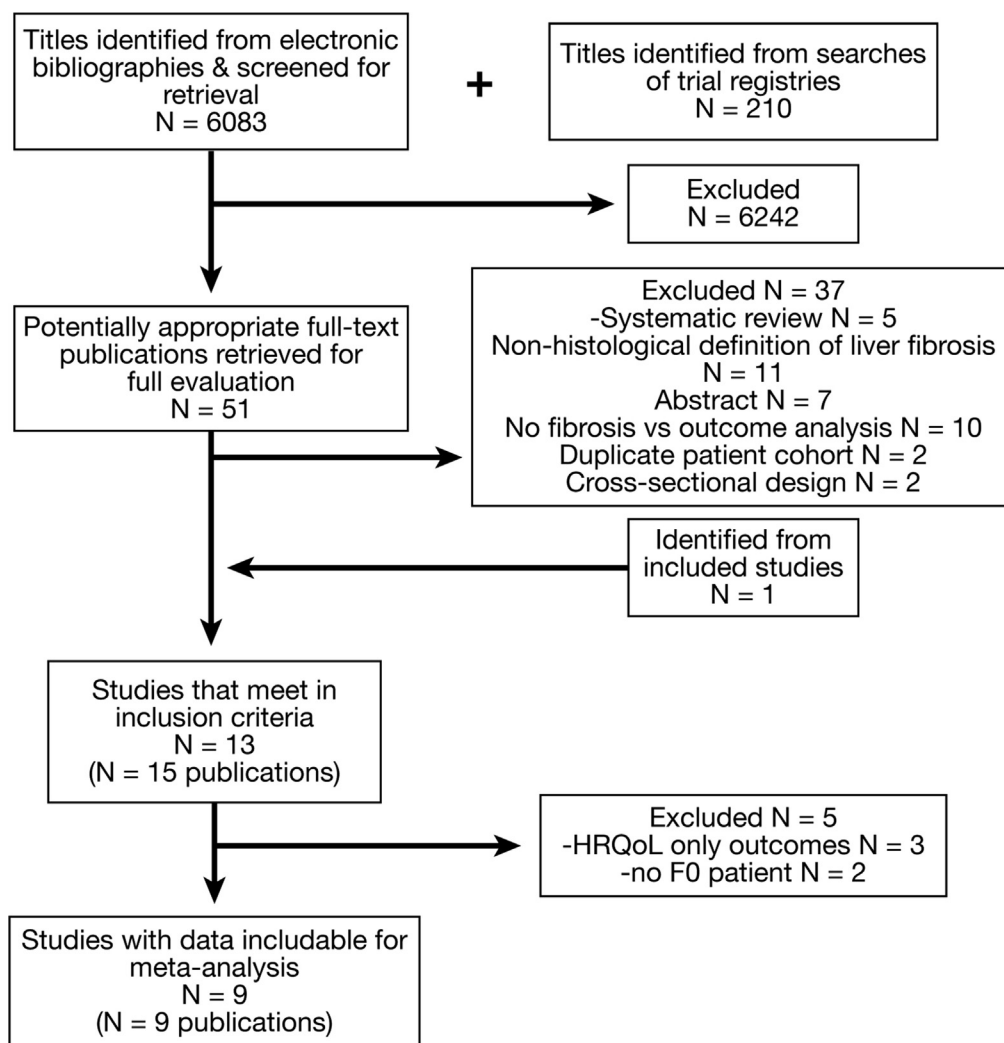 Titles identified from electronic
bibliographies & screened for
retrieval
N = 6083
+
Titles identified from searches
of trial registries
N = 210
Excluded
N = 6242
Potentially appropriate full-text
publications retrieved for
full evaluation
N = 51
Excluded N = 37
-Systematic review N = 5
Non-histological definition of liver fibrosis
N = 11
Abstract N = 7
No fibrosis vs outcome analysis N = 10
Duplicate patient cohort N = 2
Cross-sectional design N = 2
Identified from
included studies
N = 1
Studies that meet in
inclusion criteria
N = 13
(N = 15 publications)
Excluded N = 5
-HRQoL only outcomes N = 3
-no F0 patient N = 2
Studies with data includable for
meta-analysis
N = 9
(N = 9 publications)